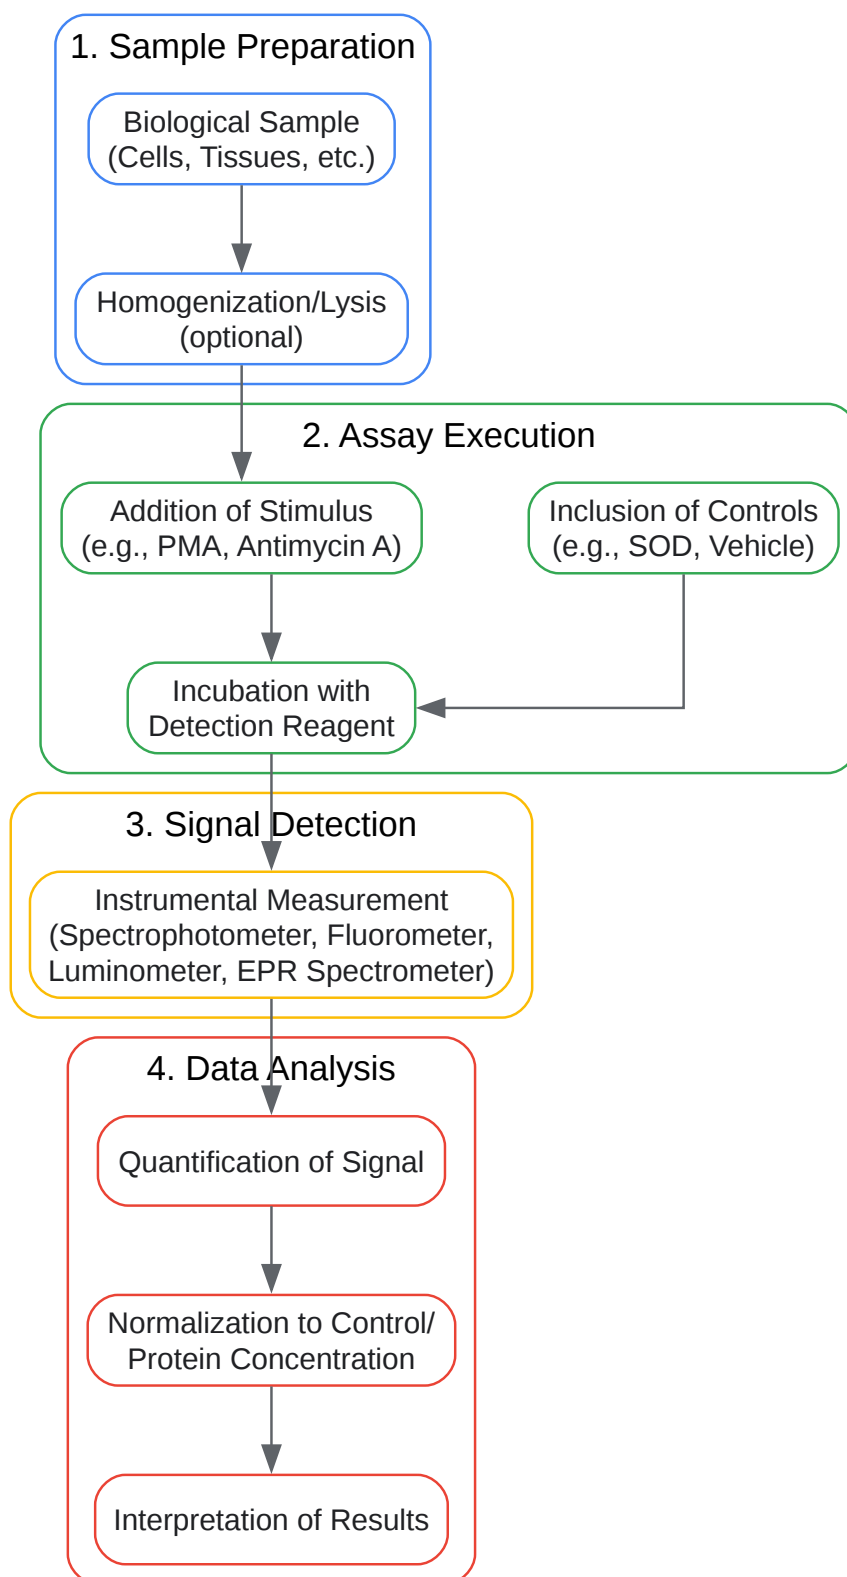 1. Sample Preparation
Biological Sample
(Cells, Tissues, etc.)
Homogenization/Lysis
(optional)
2. Assay Execution
Addition of Stimulus
(e.g., PMA, Antimycin A)
Inclusion of Controls
(e.g., SOD, Vehicle)
Incubation with
Detection Reagent
3. Signal Detection
Instrumental Measurement
(Spectrophotometer, Fluorometer,
Luminometer, EPR Spectrometer)
4. Data Analysis
Quantification of Signal
Normalization to Control/
Protein Concentration
Interpretation of Results